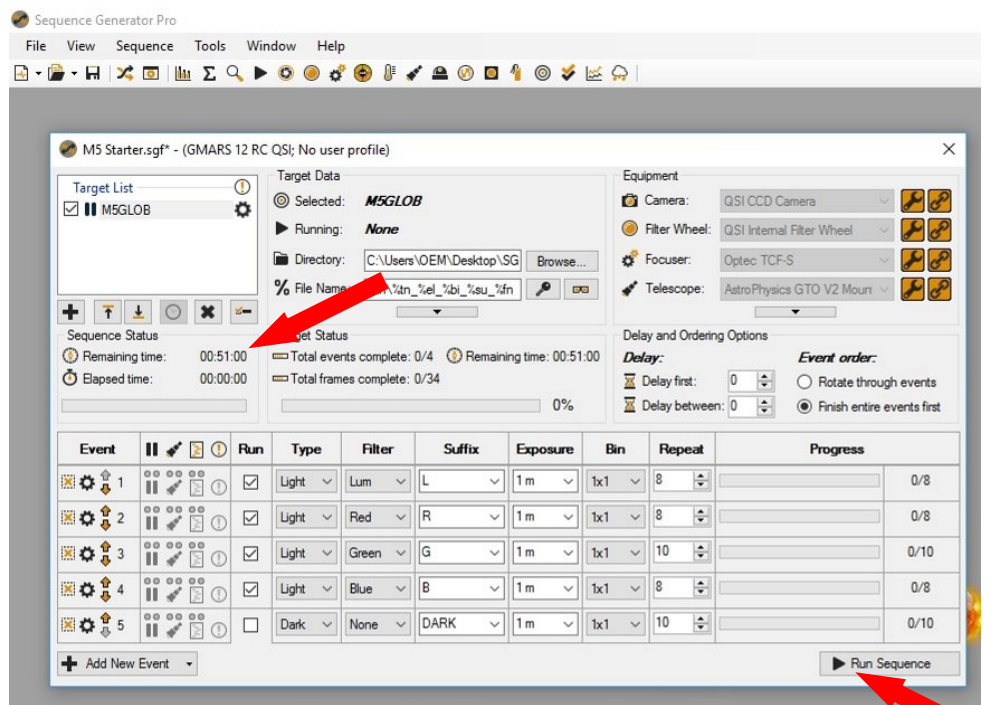 Sequence Generator Pro
File View Sequence Tools Window Help
M5 Starter.sgf* - (GMARS 12 RC QSI; No user profile)
Target List
M5GLOB
Target Data
Selected: M5GLOB
Running: None
Directory: C:\Users\OEM\Desktop\SG Browse...
% File Name \%tn_%el_%bi_%su_%fn
Equipment
Camera: QSI CCD Camera
Filter Wheel: QSI Internal Filter Wheel
Focuser: Optec TCF-S
Telescope: AstroPhysics GTO V2 Moun
Sequence Status
Remaining time: 00:51:00
Elapsed time: 00:00:00
Status
Total events complete: 0/4 Remaining time: 00:51:00
Total frames complete: 0/34
0%
Delay and Ordering Options
Delay: Event order:
Delay first: 0 Rotate through events
Delay between: 0 Finish entire events first
Event Run Type Filter Suffix Exposure Bin Repeat Progress
1 Light Lum L 1 m 1x1 8 0/8
2 Light Red R 1 m 1x1 8 0/8
3 Light Green G 1 m 1x1 10 0/10
4 Light Blue B 1 m 1x1 8 0/8
5 Dark None DARK 1 m 1x1 10 0/10
Add New Event Run Sequence